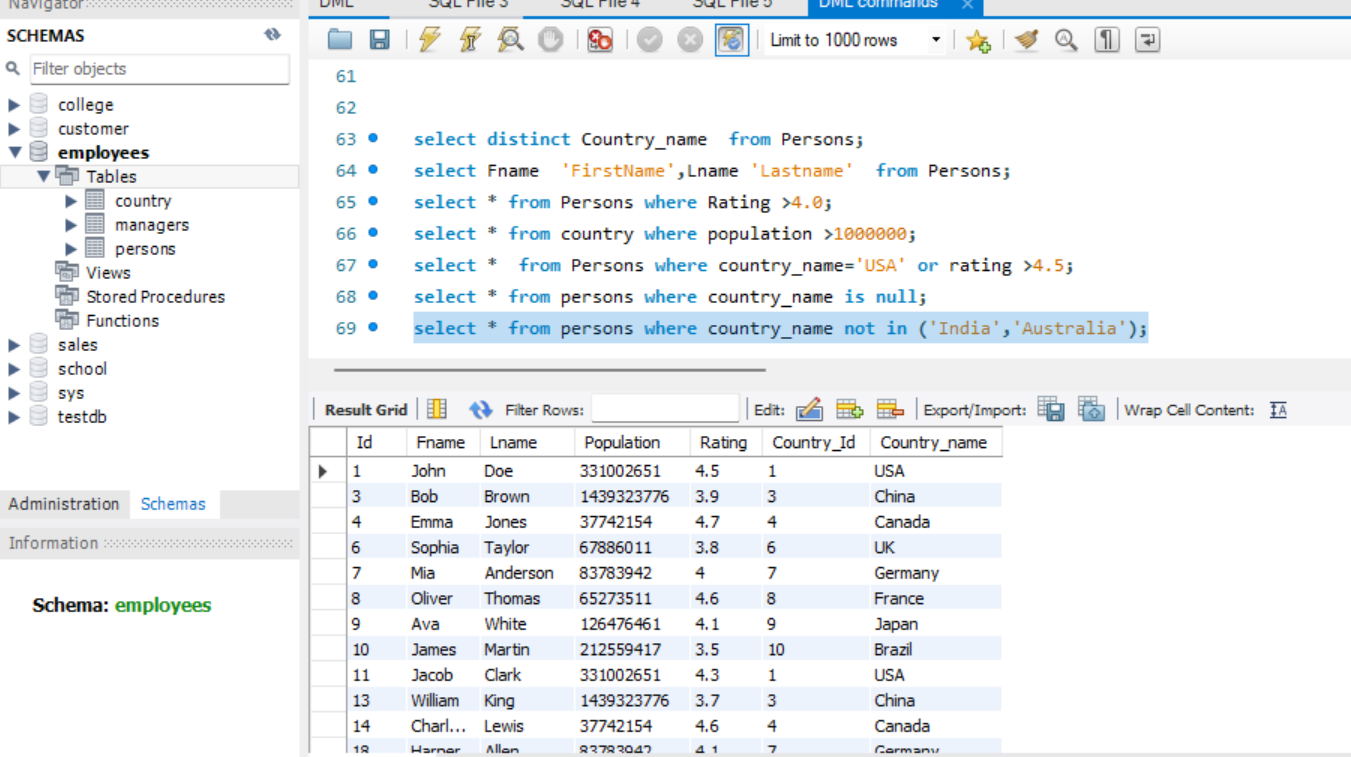 Navigator
SCHEMAS
Filter objects
college
customer
employees
Tables
country
managers
persons
Views
Stored Procedures
Functions
sales
school
sys
testdb
Administration Schemas
Information
Schema: employees
DML SQL File 3 SQL File 4 SQL File 5 DML commands
Limit to 1000 rows
61
62
63 select distinct Country_name  from Persons;
64 select Fname  'FirstName',Lname 'Lastname'  from Persons;
65 select * from Persons where Rating >4.0;
66 select * from country where population >1000000;
67 select *  from Persons where country_name='USA' or rating >4.5;
68 select * from persons where country_name is null;
69 select * from persons where country_name not in ('India','Australia');
Result Grid Filter Rows: Edit: Export/Import: Wrap Cell Content:
Id Fname Lname Population Rating Country_Id Country_name
1 John Doe 331002651 4.5 1 USA
3 Bob Brown 1439323776 3.9 3 China
4 Emma Jones 37742154 4.7 4 Canada
6 Sophia Taylor 67886011 3.8 6 UK
7 Mia Anderson 83783942 4 7 Germany
8 Oliver Thomas 65273511 4.6 8 France
9 Ava White 126476461 4.1 9 Japan
10 James Martin 212559417 3.5 10 Brazil
11 Jacob Clark 331002651 4.3 1 USA
13 William King 1439323776 3.7 3 China
14 Charl... Lewis 37742154 4.6 4 Canada
18 Harper Allen 83783942 4.1 7 Germany